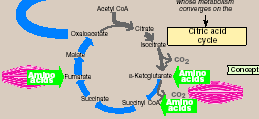 whose metabolism
converges on the
Acetyl CoA
Citrate
Oxaloacetate
Citric acid
cycle
Isocitrate
Malate
CO2
Concept
Amino
acids
Fumarate
α-Ketoglutarate
Amino
acids
CO2
Succinate
Succinyl CoA
Amino
acids